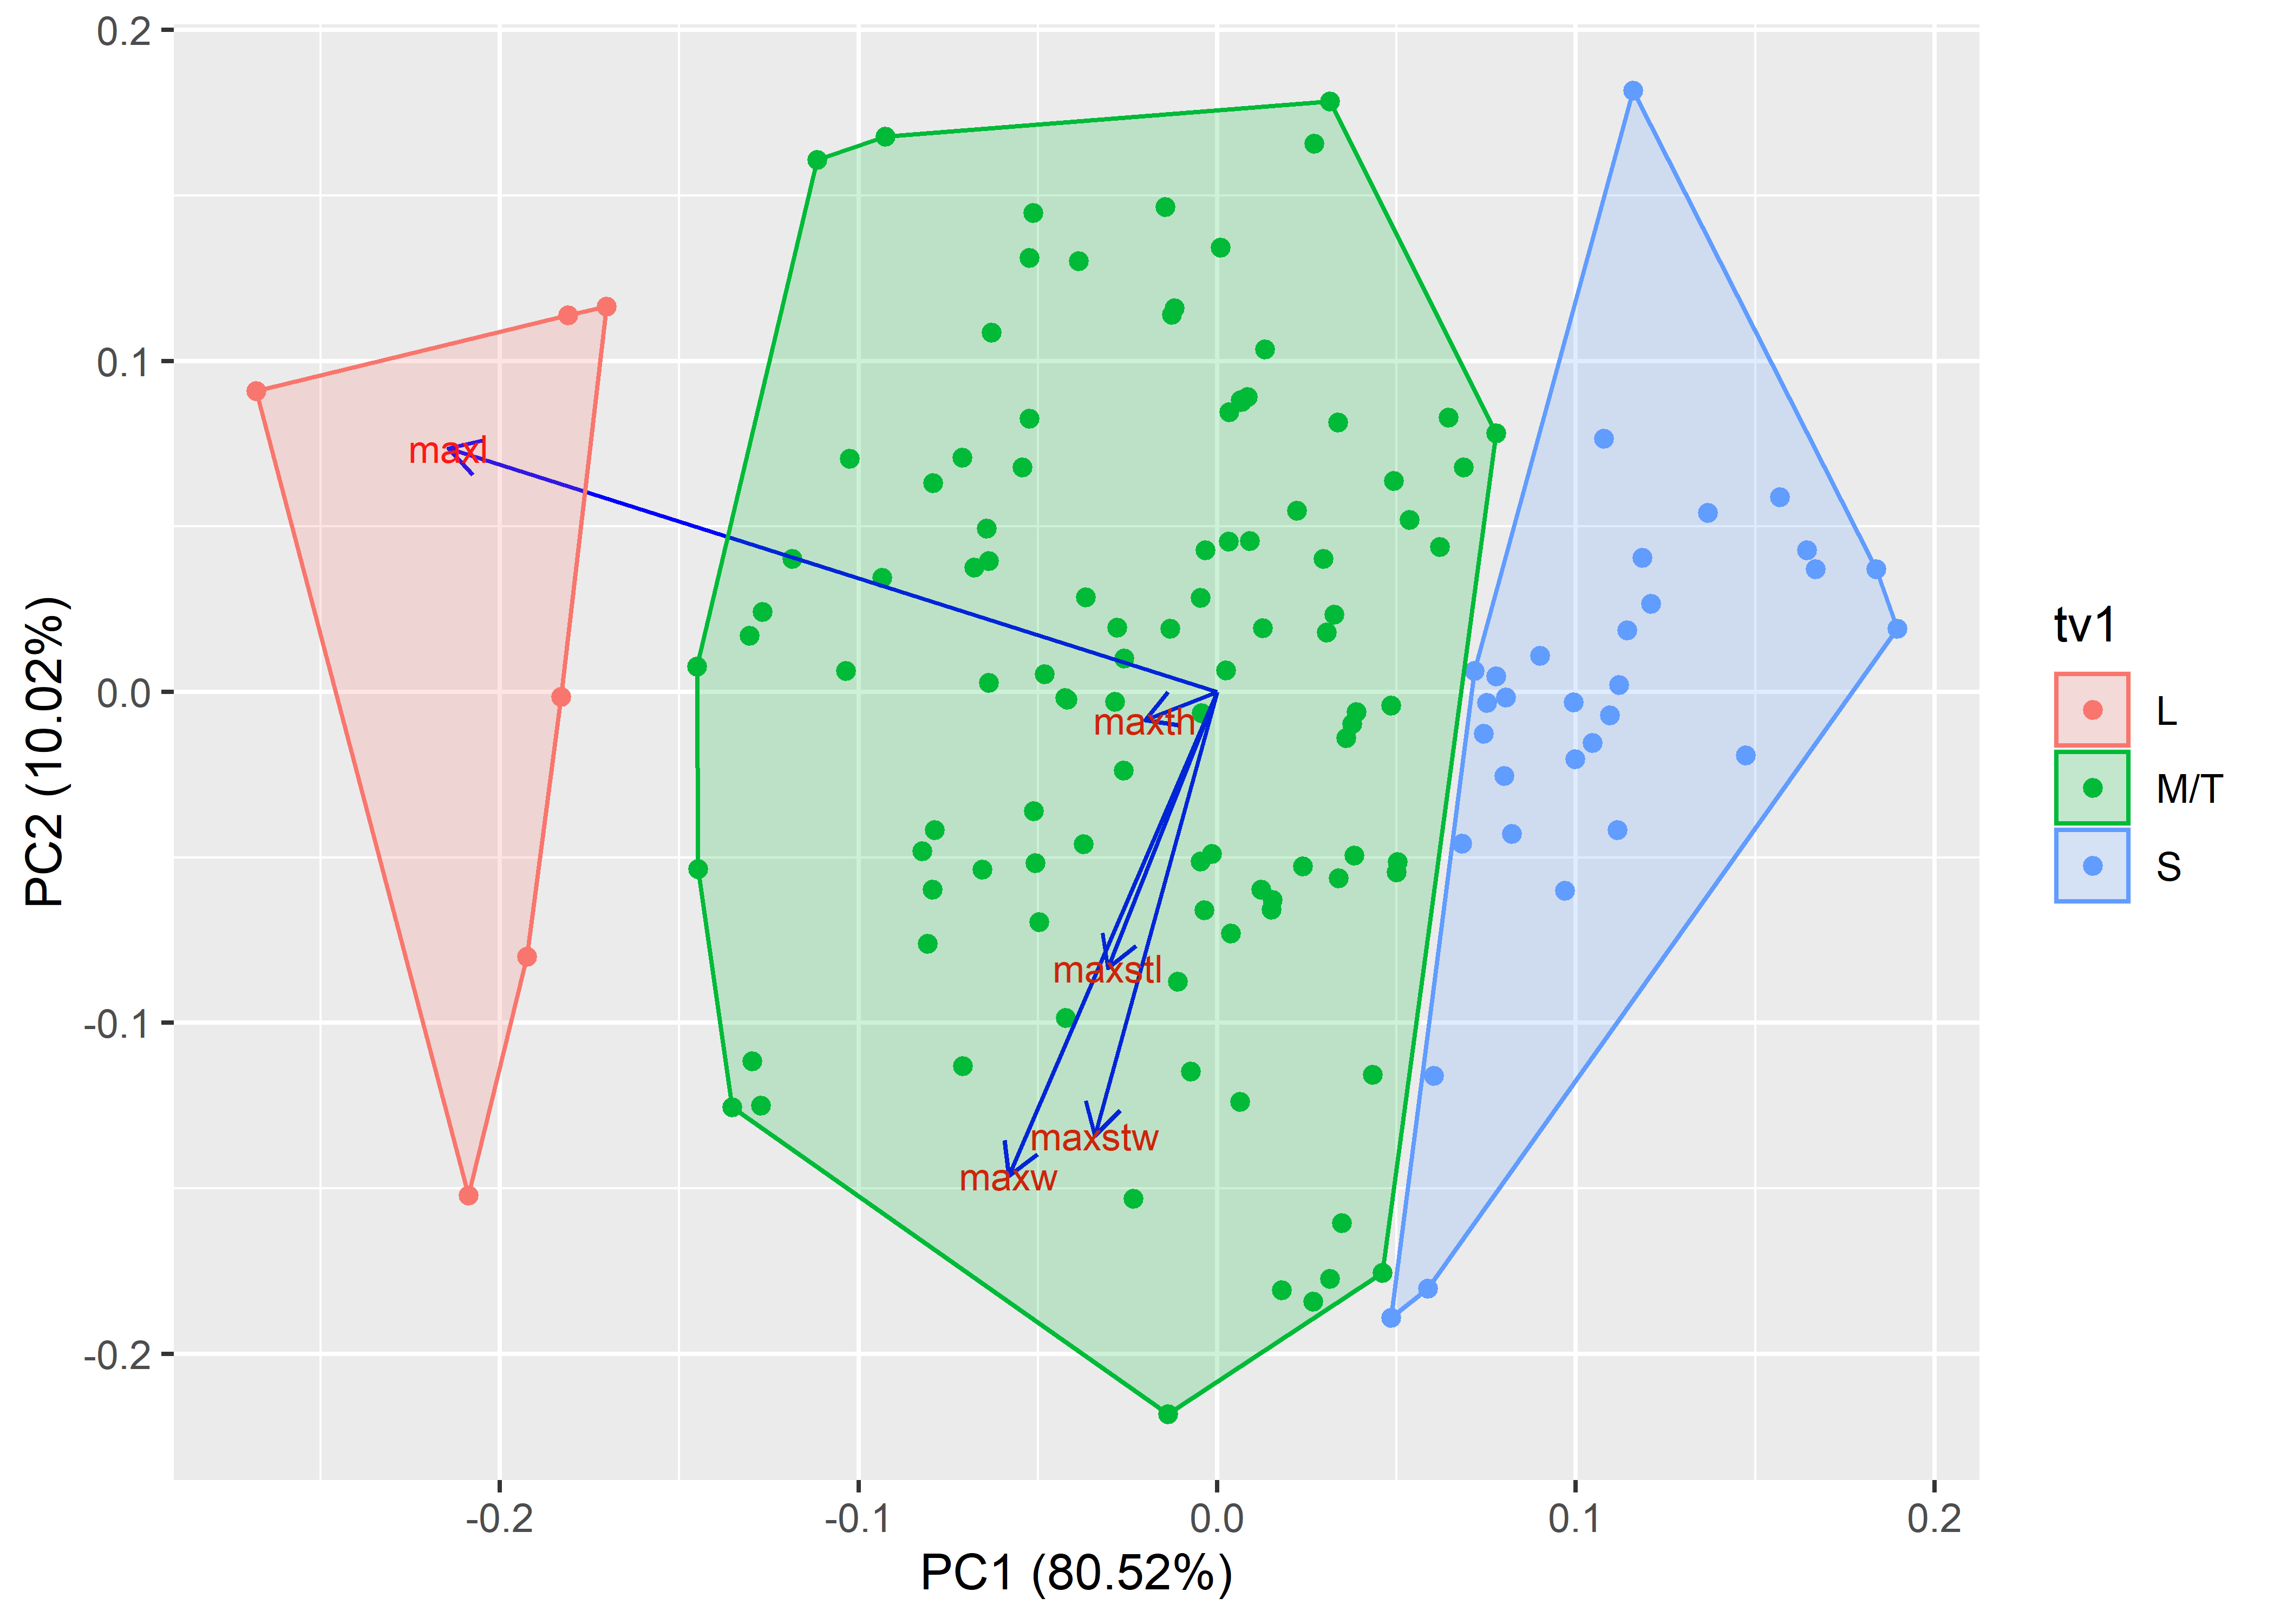 0.2
0.1
0.0
-0.1
-0.2
PC2 (10.02%)
maxl
maxth
maxstl
maxstw
maxw
-0.2
-0.1
0.0
0.1
0.2
PC1 (80.52%)
tv1
L
M/T
S